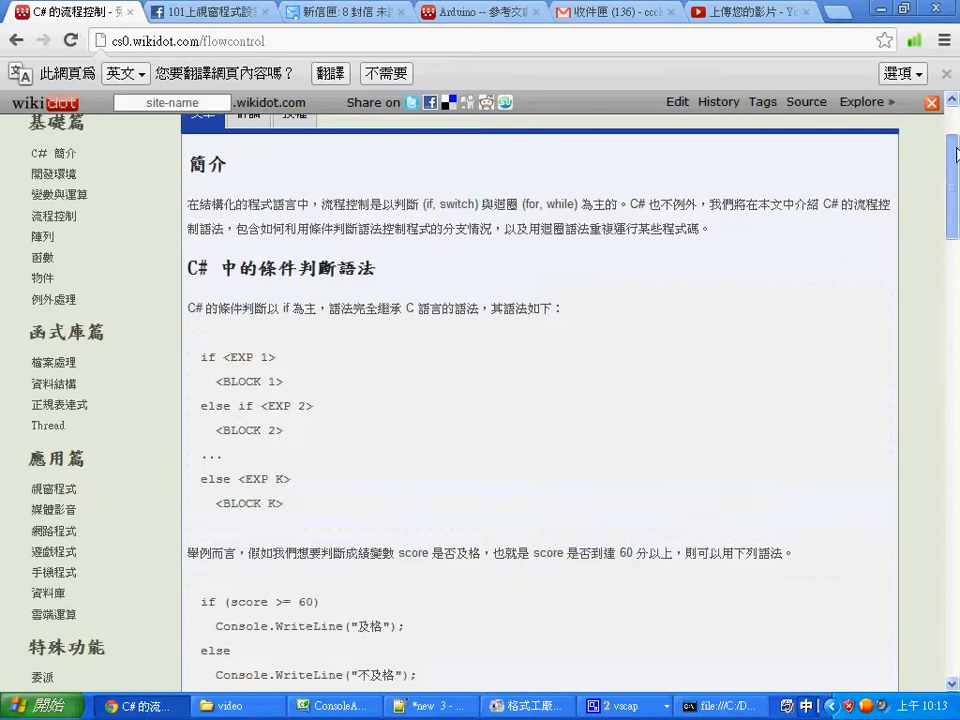 C# 的流程控制 -
101上視窗程式設
新信匣: 8 封信 未
Arduino -- 參考文
收件匣 (136) - ccc
上傳您的影片 - Yo
cs0.wikidot.com/flowcontrol
此網頁為 英文 您要翻譯網頁內容嗎？ 翻譯 不需要 選項
wikidot site-name .wikidot.com Share on Edit History Tags Source Explore »
基礎篇
C# 簡介
開發環境
變數與運算
流程控制
陣列
函數
物件
例外處理
函式庫篇
檔案處理
資料結構
正規表達式
Thread
應用篇
視窗程式
媒體影音
網路程式
遊戲程式
手機程式
資料庫
雲端運算
特殊功能
委派
簡介
在結構化的程式語言中，流程控制是以判斷 (if, switch) 與迴圈 (for, while) 為主的。C# 也不例外，我們將在本文中介紹 C# 的流程控
制語法，包含如何利用條件判斷語法控制程式的分支情況，以及用迴圈語法重複運行某些程式碼。
C# 中的條件判斷語法
C# 的條件判斷以 if 為主，語法完全繼承 C 語言的語法，其語法如下：
if <EXP 1>
<BLOCK 1>
else if <EXP 2>
<BLOCK 2>
...
else <EXP K>
<BLOCK K>
舉例而言，假如我們想要判斷成績變數 score 是否及格，也就是 score 是否到達 60 分以上，則可以用下列語法。
if (score >= 60)
Console.WriteLine("及格");
else
Console.WriteLine("不及格");
開始
C# 的流...
video
ConsoleA...
*new 3 - ...
格式工廠...
2 vscap
file:///C:/D...
中
上午 10:13